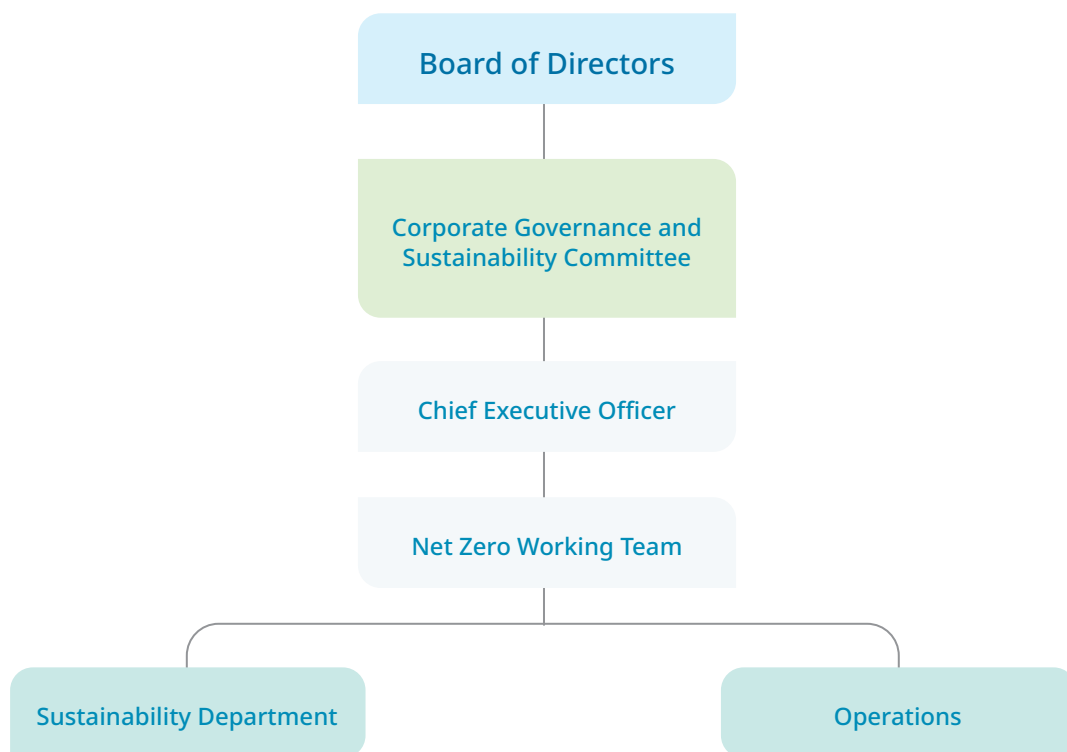 Board of Directors
Corporate Governance and
Sustainability Committee
Chief Executive Officer
Net Zero Working Team
Sustainability Department
Operations